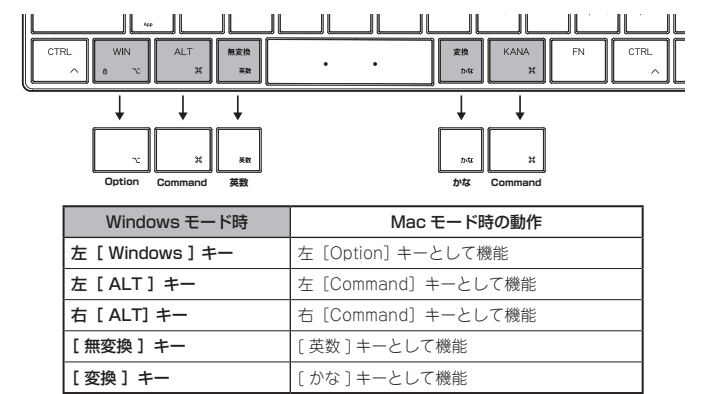 App
CTRL WIN ALT 無変換 変換 KANA FN CTRL
⌥ ⌘ 英数 かな ⌘
⌥ ⌘ 英数 かな ⌘
Option Command 英数 かな Command
Windows モード時 Mac モード時の動作
左 [ Windows ] キー 左 [Option] キーとして機能
左 [ ALT ] キー 左 [Command] キーとして機能
右 [ ALT] キー 右 [Command] キーとして機能
[ 無変換 ] キー [ 英数 ] キーとして機能
[ 変換 ] キー [ かな ] キーとして機能